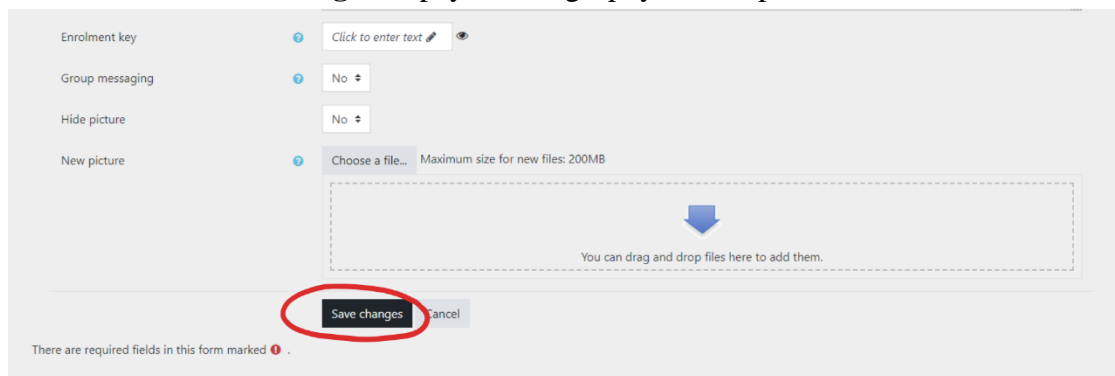 Enrolment key Click to enter text
Group messaging No
Hide picture No
New picture Choose a file... Maximum size for new files: 200MB
You can drag and drop files here to add them.
Save changes Cancel
There are required fields in this form marked .